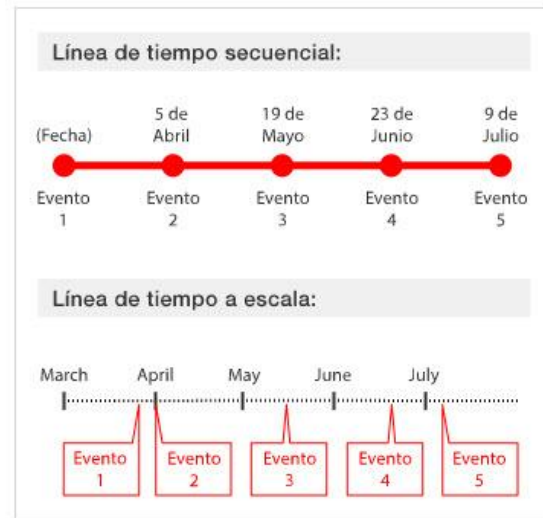 Línea de tiempo secuencial:
(Fecha)
5 de
Abril
19 de
Mayo
23 de
Junio
9 de
Julio
Evento
1
Evento
2
Evento
3
Evento
4
Evento
5
Línea de tiempo a escala:
March April May June July
Evento
1
Evento
2
Evento
3
Evento
4
Evento
5